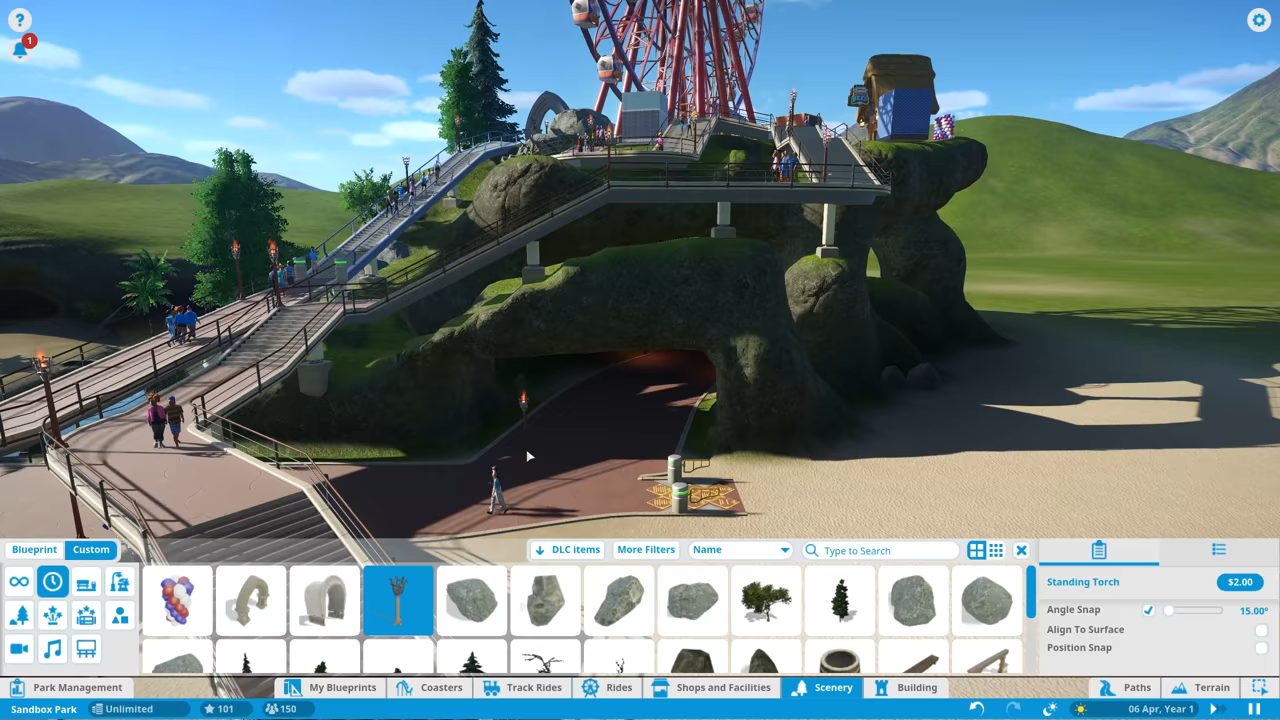 ?
1
Blueprint Custom DLC items More Filters Name Type to Search
Standing Torch $2.00
Angle Snap 15.00°
Align To Surface
Position Snap
Park Management My Blueprints Coasters Track Rides Rides Shops and Facilities Scenery Building Paths Terrain
Sandbox Park Unlimited 101 150 06 Apr, Year 1